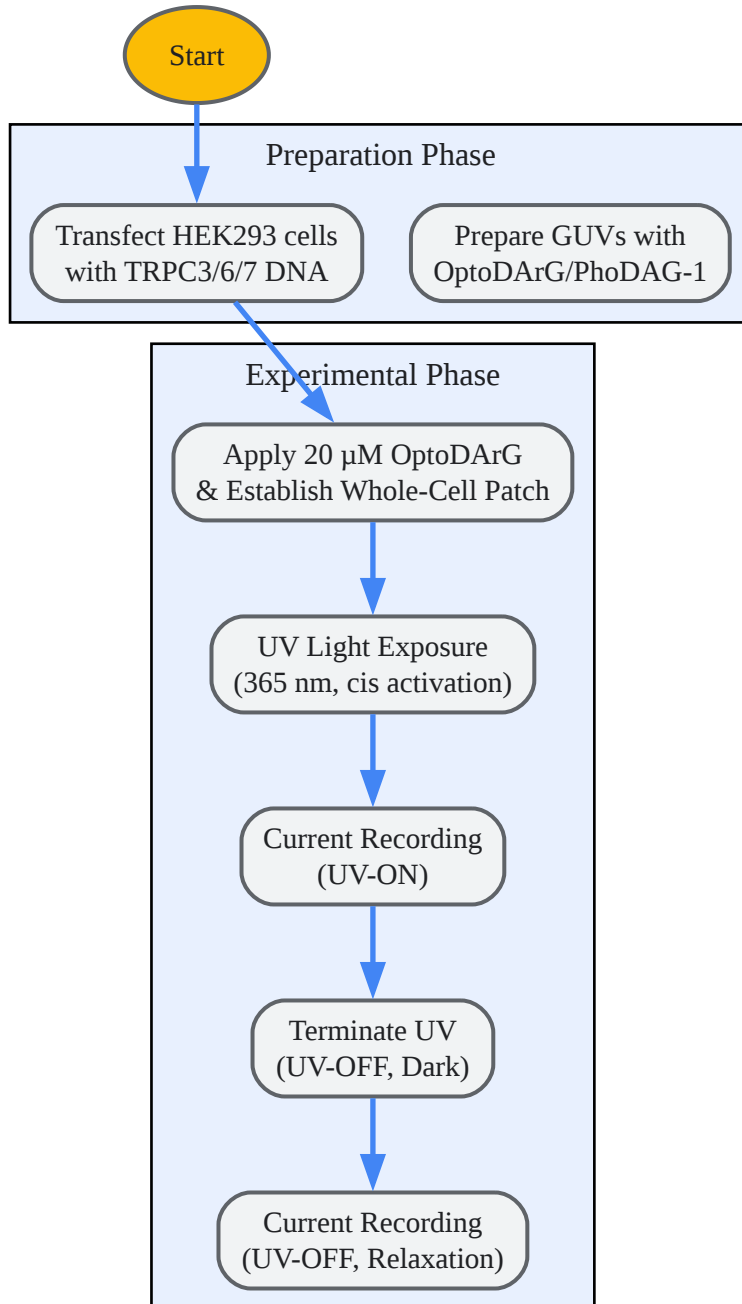 Start
Preparation Phase
Transfect HEK293 cells
with TRPC3/6/7 DNA
Prepare GUVs with
OptoDArG/PhoDAG-1
Experimental Phase
Apply 20 µM OptoDArG
& Establish Whole-Cell Patch
UV Light Exposure
(365 nm, cis activation)
Current Recording
(UV-ON)
Terminate UV
(UV-OFF, Dark)
Current Recording
(UV-OFF, Relaxation)